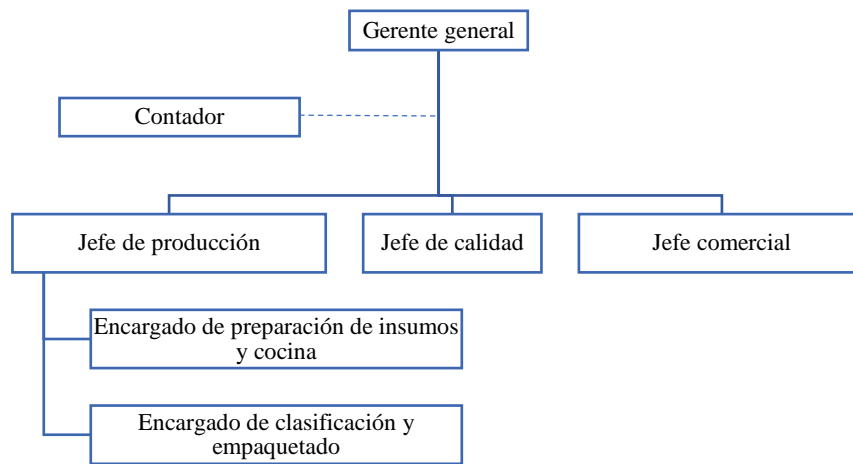 Gerente general
Contador
Jefe de producción
Jefe de calidad
Jefe comercial
Encargado de preparación de insumos
y cocina
Encargado de clasificación y
empaquetado